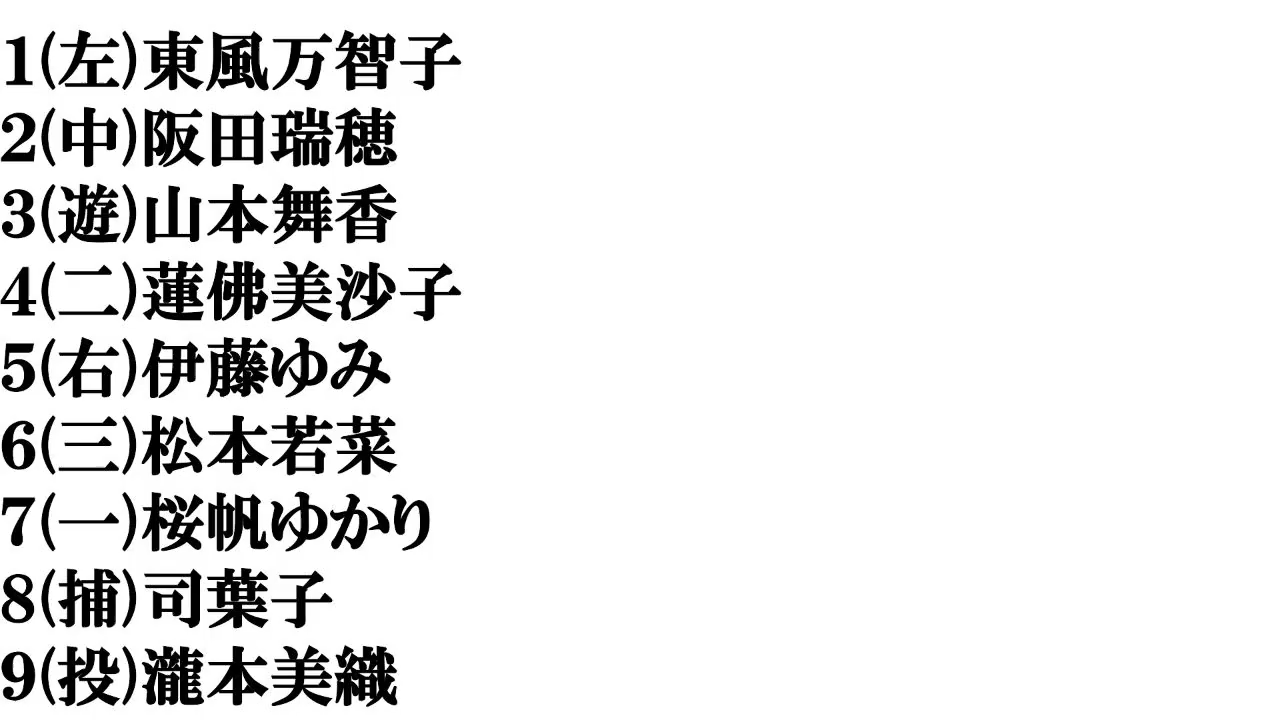 1(左)東風万智子
2(中)阪田瑞穂
3(遊)山本舞香
4(二)蓮佛美沙子
5(右)伊藤ゆみ
6(三)松本若菜
7(一)桜帆ゆかり
8(捕)司葉子
9(投)瀧本美織